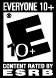 EVERYONE 10+
E
10+
CONTENT RATED BY
ESRB